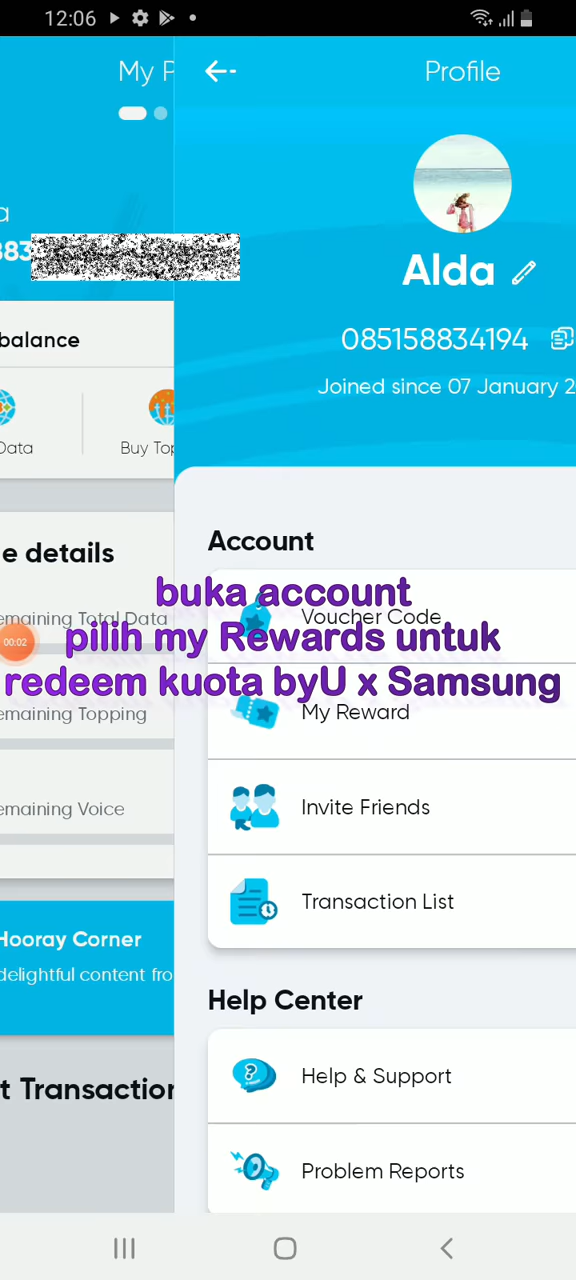 12:06
My P
Profile
a
Alda
83
085158834194
Joined since 07 January 2
balance
Data
Buy Top
Account
e details
buka account
Voucher Code
emaining Total Data
00:02
pilih my Rewards untuk
redeem kuota byU x Samsung
My Reward
emaining Topping
Invite Friends
emaining Voice
Transaction List
Hooray Corner
delightful content fro
Help Center
t Transaction
Help & Support
Problem Reports